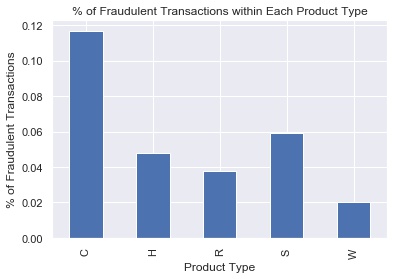 % of Fraudulent Transactions within Each Product Type
% of Fraudulent Transactions
0.12
0.10
0.08
0.06
0.04
0.02
0.00
C
H
R
S
W
Product Type